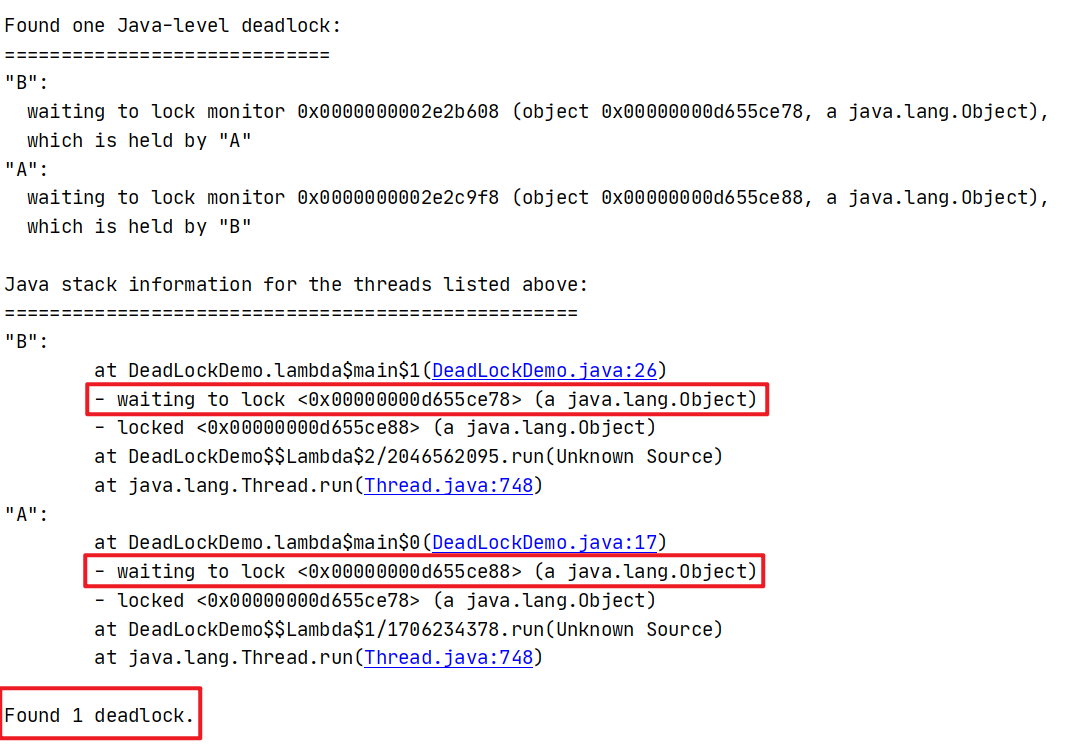 Found one Java-level deadlock:
=============================
"B":
  waiting to lock monitor 0x0000000002e2b608 (object 0x00000000d655ce78, a java.lang.Object),
  which is held by "A"
"A":
  waiting to lock monitor 0x0000000002e2c9f8 (object 0x00000000d655ce88, a java.lang.Object),
  which is held by "B"

Java stack information for the threads listed above:
===================================================
"B":
        at DeadLockDemo.lambda$main$1(DeadLockDemo.java:26)
        - waiting to lock <0x00000000d655ce78> (a java.lang.Object)
        - locked <0x00000000d655ce88> (a java.lang.Object)
        at DeadLockDemo$$Lambda$2/2046562095.run(Unknown Source)
        at java.lang.Thread.run(Thread.java:748)
"A":
        at DeadLockDemo.lambda$main$0(DeadLockDemo.java:17)
        - waiting to lock <0x00000000d655ce88> (a java.lang.Object)
        - locked <0x00000000d655ce78> (a java.lang.Object)
        at DeadLockDemo$$Lambda$1/1706234378.run(Unknown Source)
        at java.lang.Thread.run(Thread.java:748)

Found 1 deadlock.